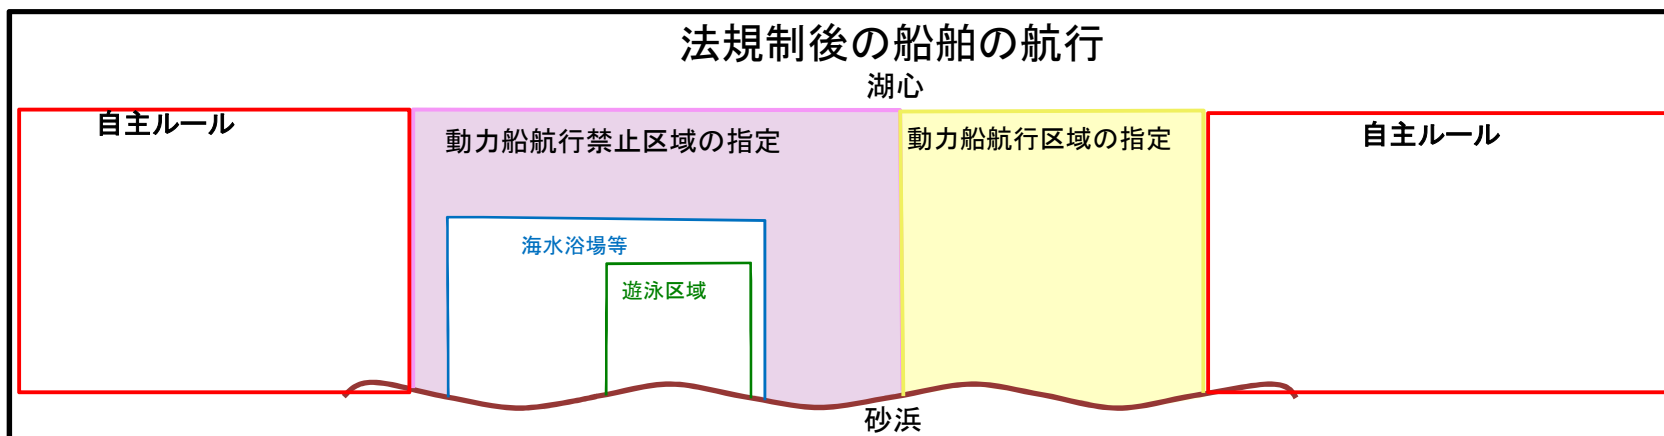 法規制後の船舶の航行
湖心
自主ルール
動力船航行禁止区域の指定
動力船航行区域の指定
自主ルール
海水浴場等
遊泳区域
砂浜